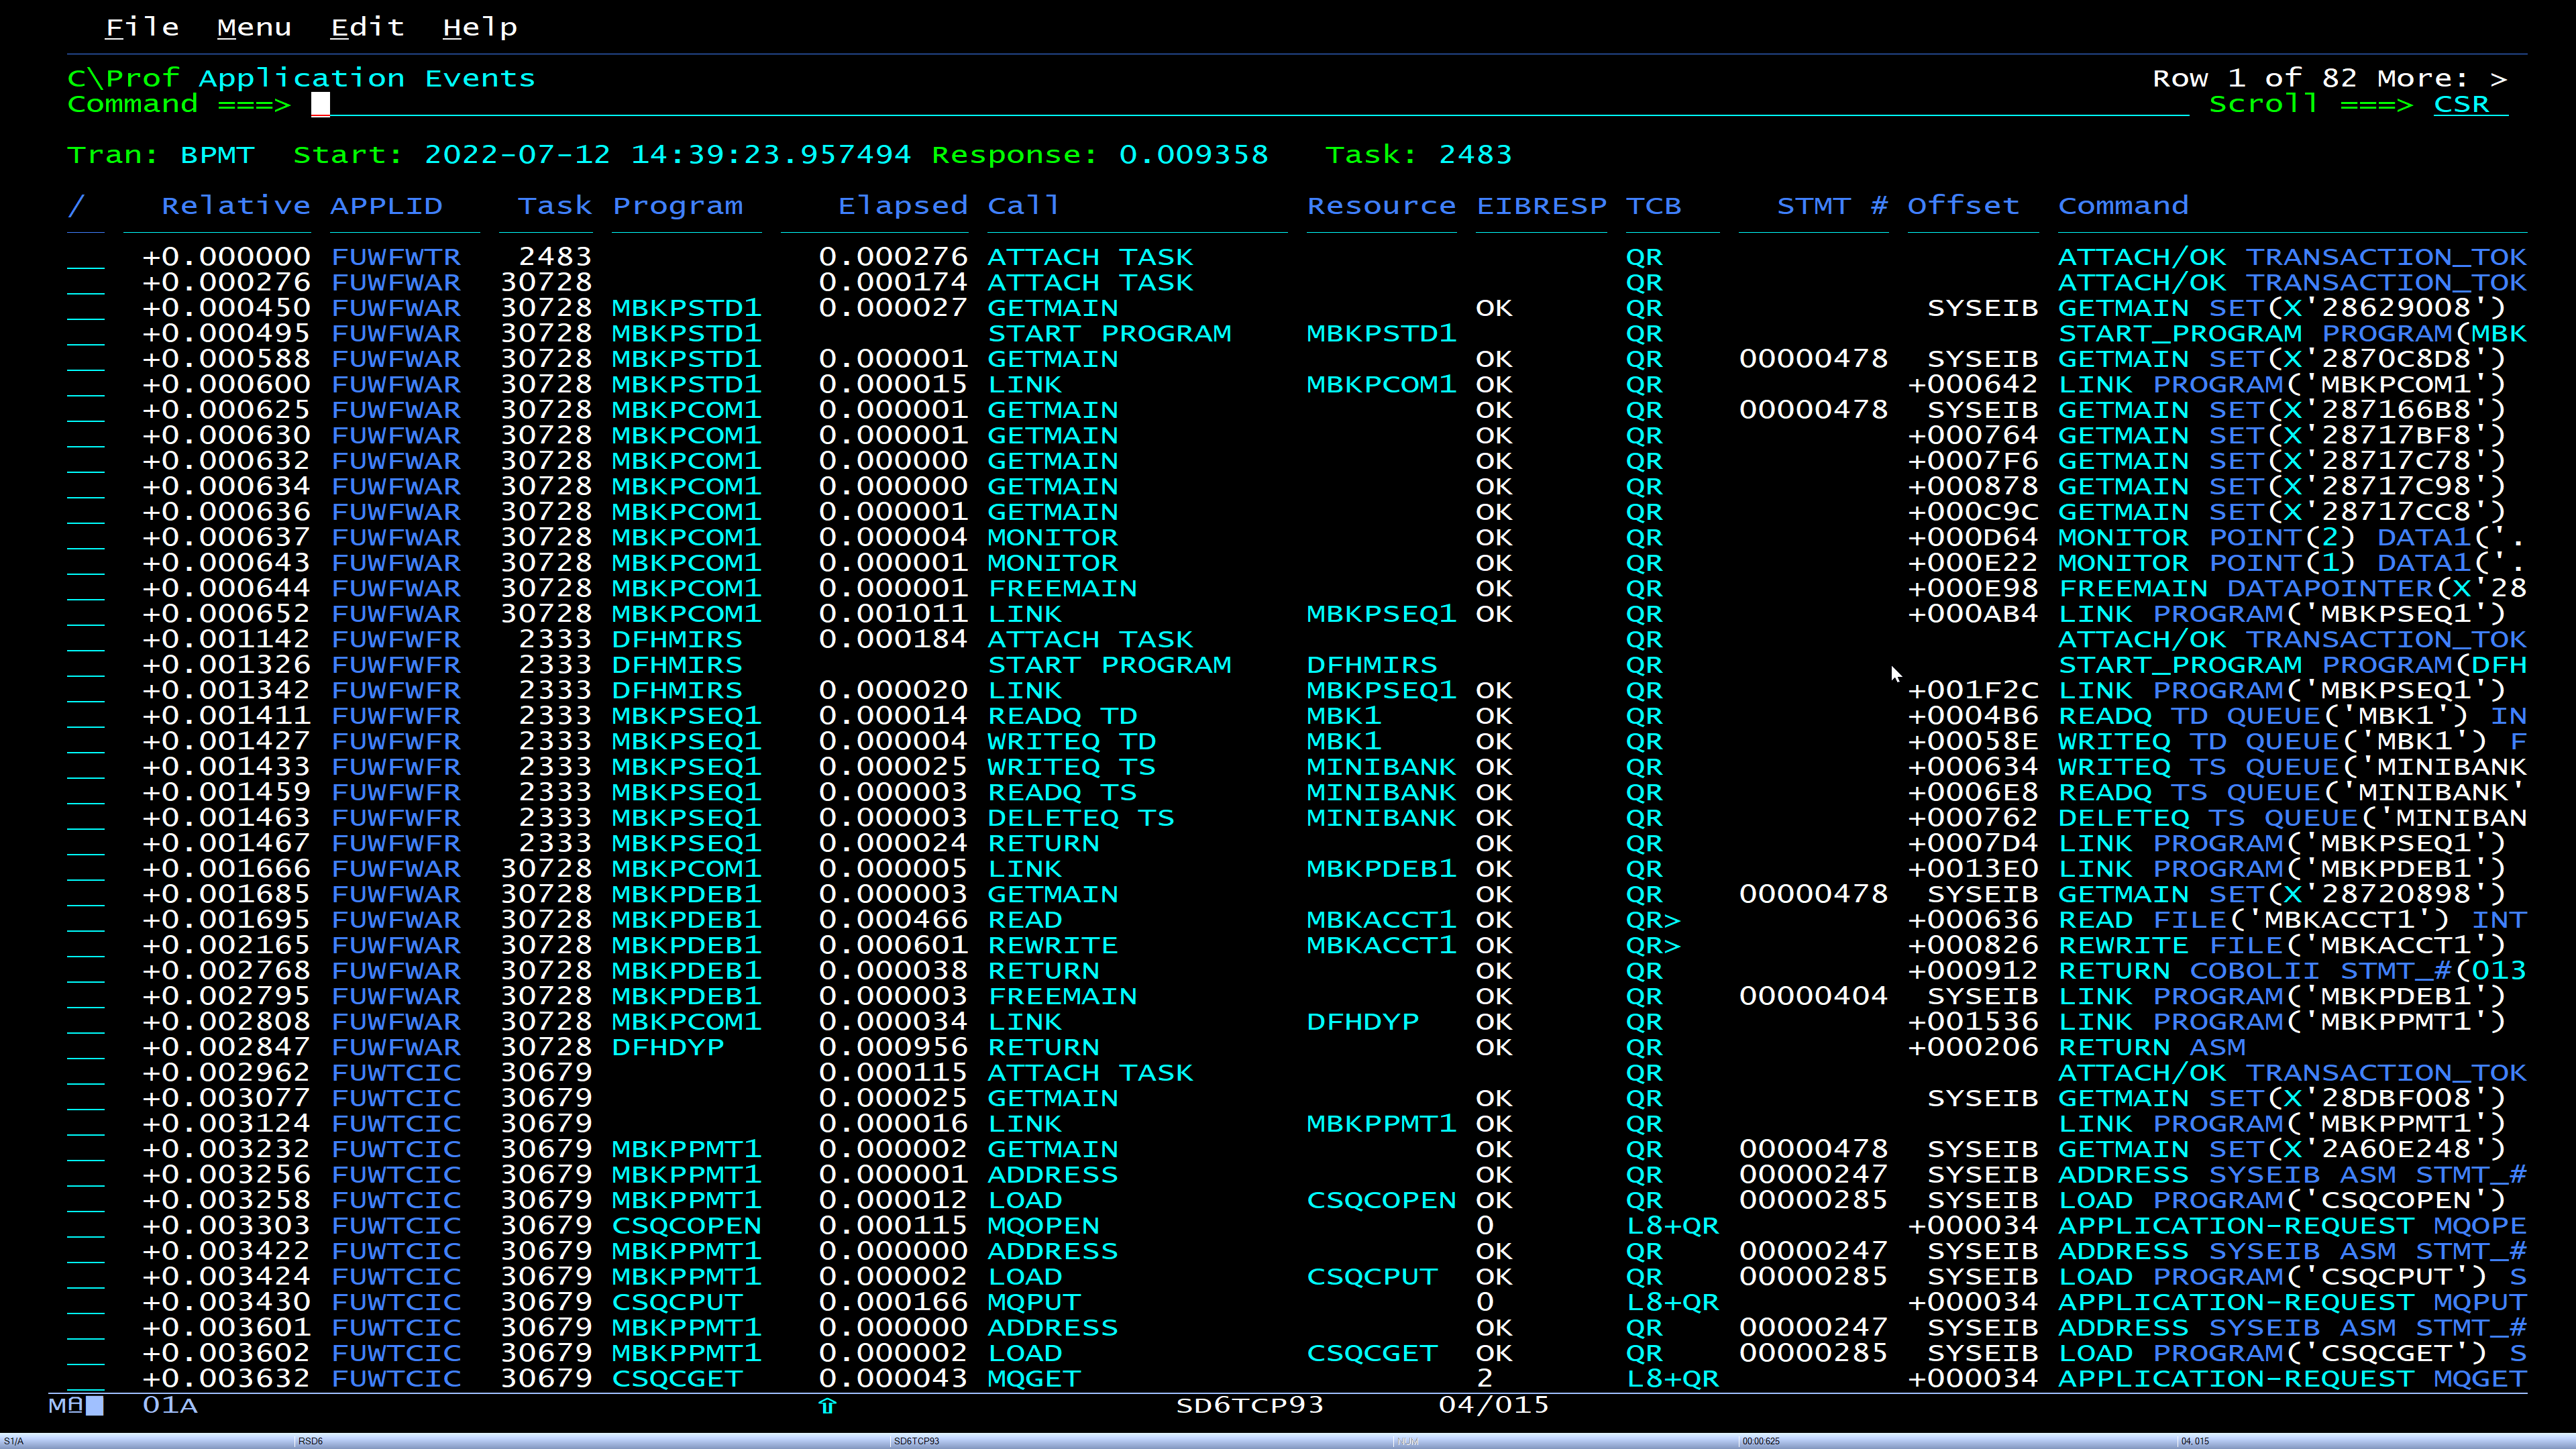 File Menu Edit Help
C\Prof Application Events Row 1 of 82 More: >
Command ===> Scroll ===> CSR
Tran: BPMT Start: 2022-07-12 14:39:23.957494 Response: 0.009358 Task: 2483
/ Relative APPLID Task Program Elapsed Call Resource EIBRESP TCB STMT # Offset Command
+0.000000 FUWFWTR 2483 0.000276 ATTACH TASK QR ATTACH/OK TRANSACTION_TOK
+0.000276 FUWFWAR 30728 0.000174 ATTACH TASK QR ATTACH/OK TRANSACTION_TOK
+0.000450 FUWFWAR 30728 MBKPSTD1 0.000027 GETMAIN OK QR SYSEIB GETMAIN SET(X'28629008')
+0.000495 FUWFWAR 30728 MBKPSTD1 START PROGRAM MBKPSTD1 QR START_PROGRAM PROGRAM(MBK
+0.000588 FUWFWAR 30728 MBKPSTD1 0.000001 GETMAIN OK QR 00000478 SYSEIB GETMAIN SET(X'2870C8D8')
+0.000600 FUWFWAR 30728 MBKPSTD1 0.000015 LINK MBKPCOM1 OK QR +000642 LINK PROGRAM('MBKPCOM1')
+0.000625 FUWFWAR 30728 MBKPCOM1 0.000001 GETMAIN OK QR 00000478 SYSEIB GETMAIN SET(X'287166B8')
+0.000630 FUWFWAR 30728 MBKPCOM1 0.000001 GETMAIN OK QR +000764 GETMAIN SET(X'28717BF8')
+0.000632 FUWFWAR 30728 MBKPCOM1 0.000000 GETMAIN OK QR +0007F6 GETMAIN SET(X'28717C78')
+0.000634 FUWFWAR 30728 MBKPCOM1 0.000000 GETMAIN OK QR +000878 GETMAIN SET(X'28717C98')
+0.000636 FUWFWAR 30728 MBKPCOM1 0.000001 GETMAIN OK QR +000C9C GETMAIN SET(X'28717CC8')
+0.000637 FUWFWAR 30728 MBKPCOM1 0.000004 MONITOR OK QR +000D64 MONITOR POINT(2) DATA1('.
+0.000643 FUWFWAR 30728 MBKPCOM1 0.000001 MONITOR OK QR +000E22 MONITOR POINT(1) DATA1('.
+0.000644 FUWFWAR 30728 MBKPCOM1 0.000001 FREEMAIN OK QR +000E98 FREEMAIN DATAPOINTER(X'28
+0.000652 FUWFWAR 30728 MBKPCOM1 0.001011 LINK MBKPSEQ1 OK QR +000AB4 LINK PROGRAM('MBKPSEQ1')
+0.001142 FUWFWFR 2333 DFHMIRS 0.000184 ATTACH TASK QR ATTACH/OK TRANSACTION_TOK
+0.001326 FUWFWFR 2333 DFHMIRS START PROGRAM DFHMIRS QR START_PROGRAM PROGRAM(DFH
+0.001342 FUWFWFR 2333 DFHMIRS 0.000020 LINK MBKPSEQ1 OK QR +001F2C LINK PROGRAM('MBKPSEQ1')
+0.001411 FUWFWFR 2333 MBKPSEQ1 0.000014 READQ TD MBK1 OK QR +0004B6 READQ TD QUEUE('MBK1') IN
+0.001427 FUWFWFR 2333 MBKPSEQ1 0.000004 WRITEQ TD MBK1 OK QR +00058E WRITEQ TD QUEUE('MBK1') F
+0.001433 FUWFWFR 2333 MBKPSEQ1 0.000025 WRITEQ TS MINIBANK OK QR +000634 WRITEQ TS QUEUE('MINIBANK
+0.001459 FUWFWFR 2333 MBKPSEQ1 0.000003 READQ TS MINIBANK OK QR +0006E8 READQ TS QUEUE('MINIBANK'
+0.001463 FUWFWFR 2333 MBKPSEQ1 0.000003 DELETEQ TS MINIBANK OK QR +000762 DELETEQ TS QUEUE('MINIBAN
+0.001467 FUWFWFR 2333 MBKPSEQ1 0.000024 RETURN OK QR +0007D4 LINK PROGRAM('MBKPSEQ1')
+0.001666 FUWFWAR 30728 MBKPCOM1 0.000005 LINK MBKPDEB1 OK QR +0013E0 LINK PROGRAM('MBKPDEB1')
+0.001685 FUWFWAR 30728 MBKPDEB1 0.000003 GETMAIN OK QR 00000478 SYSEIB GETMAIN SET(X'28720898')
+0.001695 FUWFWAR 30728 MBKPDEB1 0.000466 READ MBKACCT1 OK QR> +000636 READ FILE('MBKACCT1') INT
+0.002165 FUWFWAR 30728 MBKPDEB1 0.000601 REWRITE MBKACCT1 OK QR> +000826 REWRITE FILE('MBKACCT1')
+0.002768 FUWFWAR 30728 MBKPDEB1 0.000038 RETURN OK QR +000912 RETURN COBOLII STMT_#(013
+0.002795 FUWFWAR 30728 MBKPDEB1 0.000003 FREEMAIN OK QR 00000404 SYSEIB LINK PROGRAM('MBKPDEB1')
+0.002808 FUWFWAR 30728 MBKPCOM1 0.000034 LINK DFHDYP OK QR +001536 LINK PROGRAM('MBKPPMT1')
+0.002847 FUWFWAR 30728 DFHDYP 0.000956 RETURN OK QR +000206 RETURN ASM
+0.002962 FUWTCIC 30679 0.000115 ATTACH TASK QR ATTACH/OK TRANSACTION_TOK
+0.003077 FUWTCIC 30679 0.000025 GETMAIN OK QR SYSEIB GETMAIN SET(X'28DBF008')
+0.003124 FUWTCIC 30679 0.000016 LINK MBKPPMT1 OK QR LINK PROGRAM('MBKPPMT1')
+0.003232 FUWTCIC 30679 MBKPPMT1 0.000002 GETMAIN OK QR 00000478 SYSEIB GETMAIN SET(X'2A60E248')
+0.003256 FUWTCIC 30679 MBKPPMT1 0.000001 ADDRESS OK QR 00000247 SYSEIB ADDRESS SYSEIB ASM STMT_#
+0.003258 FUWTCIC 30679 MBKPPMT1 0.000012 LOAD CSQCOPEN OK QR 00000285 SYSEIB LOAD PROGRAM('CSQCOPEN')
+0.003303 FUWTCIC 30679 CSQCOPEN 0.000115 MQOPEN 0 L8+QR +000034 APPLICATION-REQUEST MQOPE
+0.003422 FUWTCIC 30679 MBKPPMT1 0.000000 ADDRESS OK QR 00000247 SYSEIB ADDRESS SYSEIB ASM STMT_#
+0.003424 FUWTCIC 30679 MBKPPMT1 0.000002 LOAD CSQCPUT OK QR 00000285 SYSEIB LOAD PROGRAM('CSQCPUT') S
+0.003430 FUWTCIC 30679 CSQCPUT 0.000166 MQPUT 0 L8+QR +000034 APPLICATION-REQUEST MQPUT
+0.003601 FUWTCIC 30679 MBKPPMT1 0.000000 ADDRESS OK QR 00000247 SYSEIB ADDRESS SYSEIB ASM STMT_#
+0.003602 FUWTCIC 30679 MBKPPMT1 0.000002 LOAD CSQCGET OK QR 00000285 SYSEIB LOAD PROGRAM('CSQCGET') S
+0.003632 FUWTCIC 30679 CSQCGET 0.000043 MQGET 2 L8+QR +000034 APPLICATION-REQUEST MQGET
01A SD6TCP93 04/015
S1/A RSD6 SD6TCP93 NUM 00:00:625 04, 015